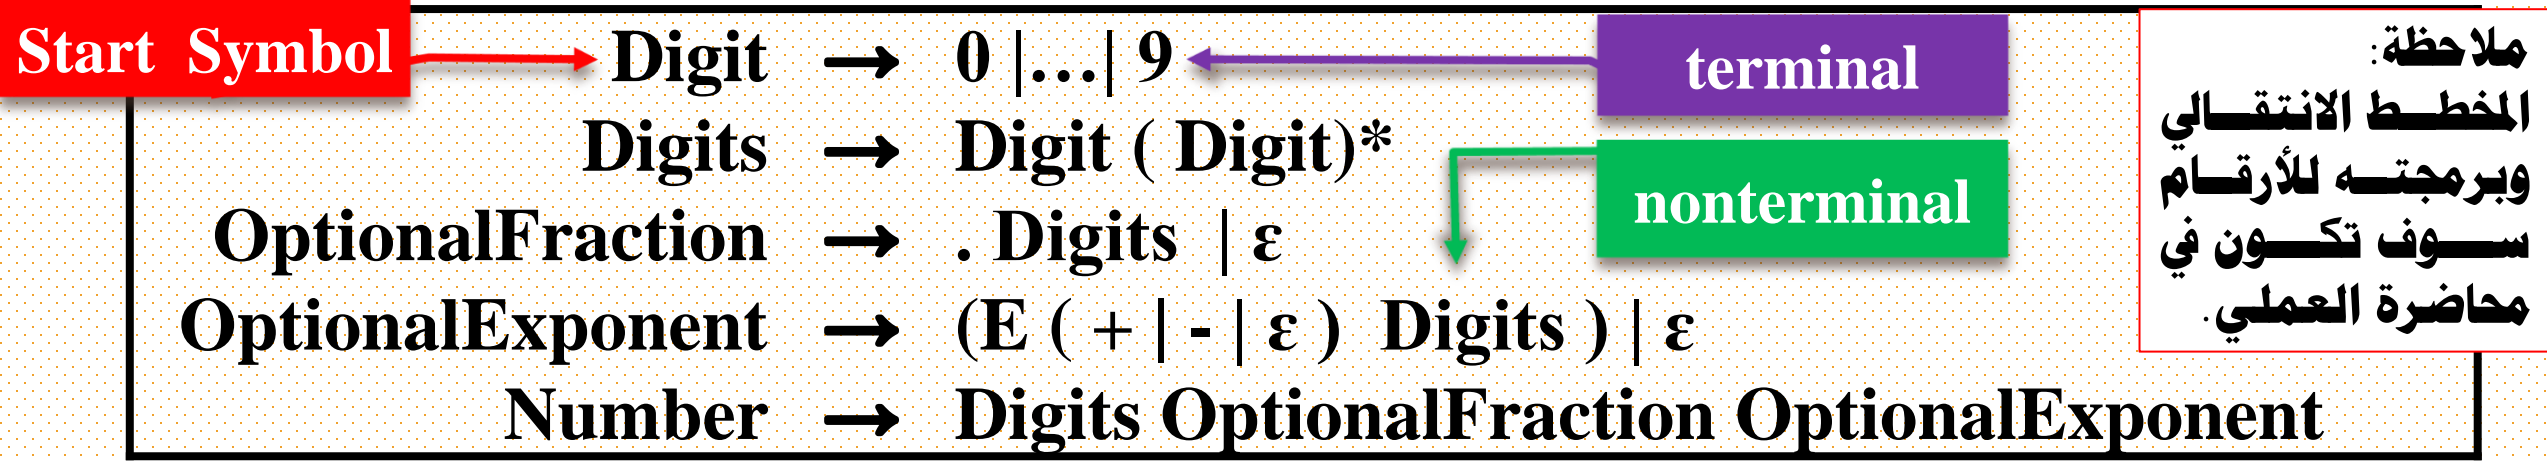 Start Symbol
Digit → 0 |…| 9
terminal
Digits → Digit ( Digit)*
nonterminal
OptionalFraction → . Digits | ε
OptionalExponent → (E ( + | - | ε ) Digits ) | ε
Number → Digits OptionalFraction OptionalExponent
ملاحظة:
المخطط الانتقالي
وبرمجته للأرقام
سوف تكون في
محاضرة العملي.